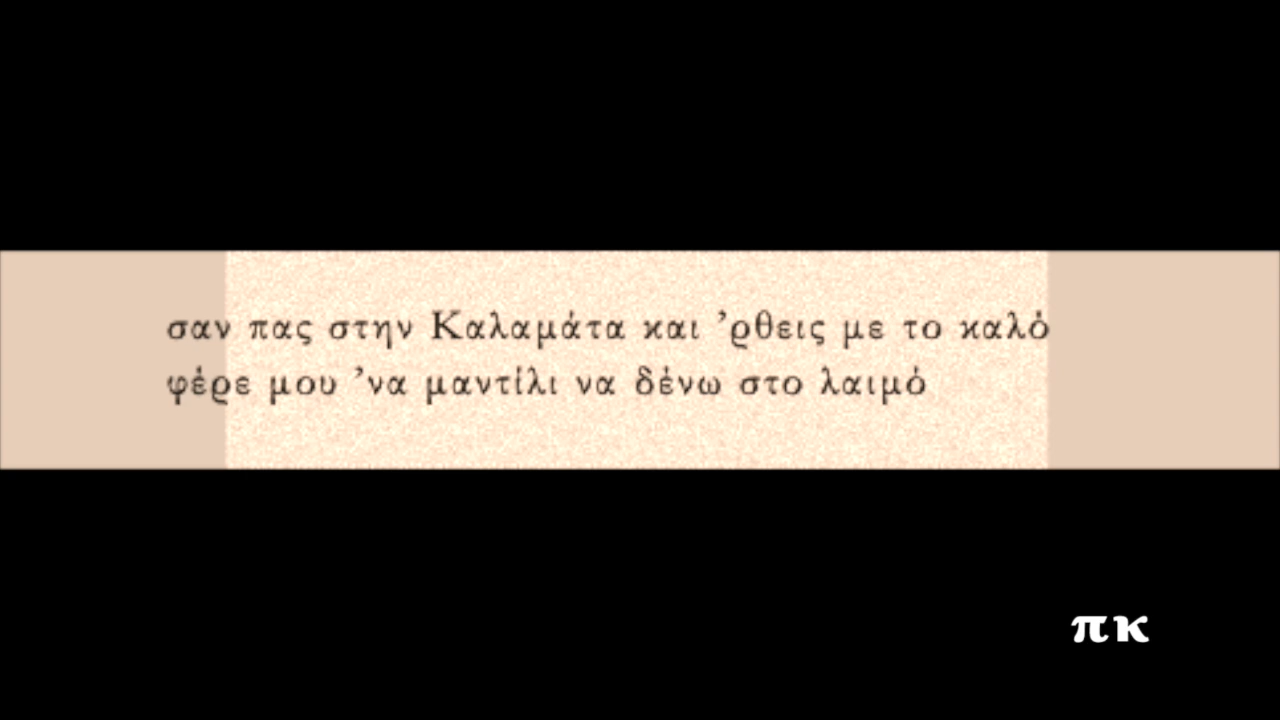 σαν πας στην Καλαμάτα και ’ρθεις με το καλό
φέρε μου ’να μαντίλι να δένω στο λαιμό
πκ